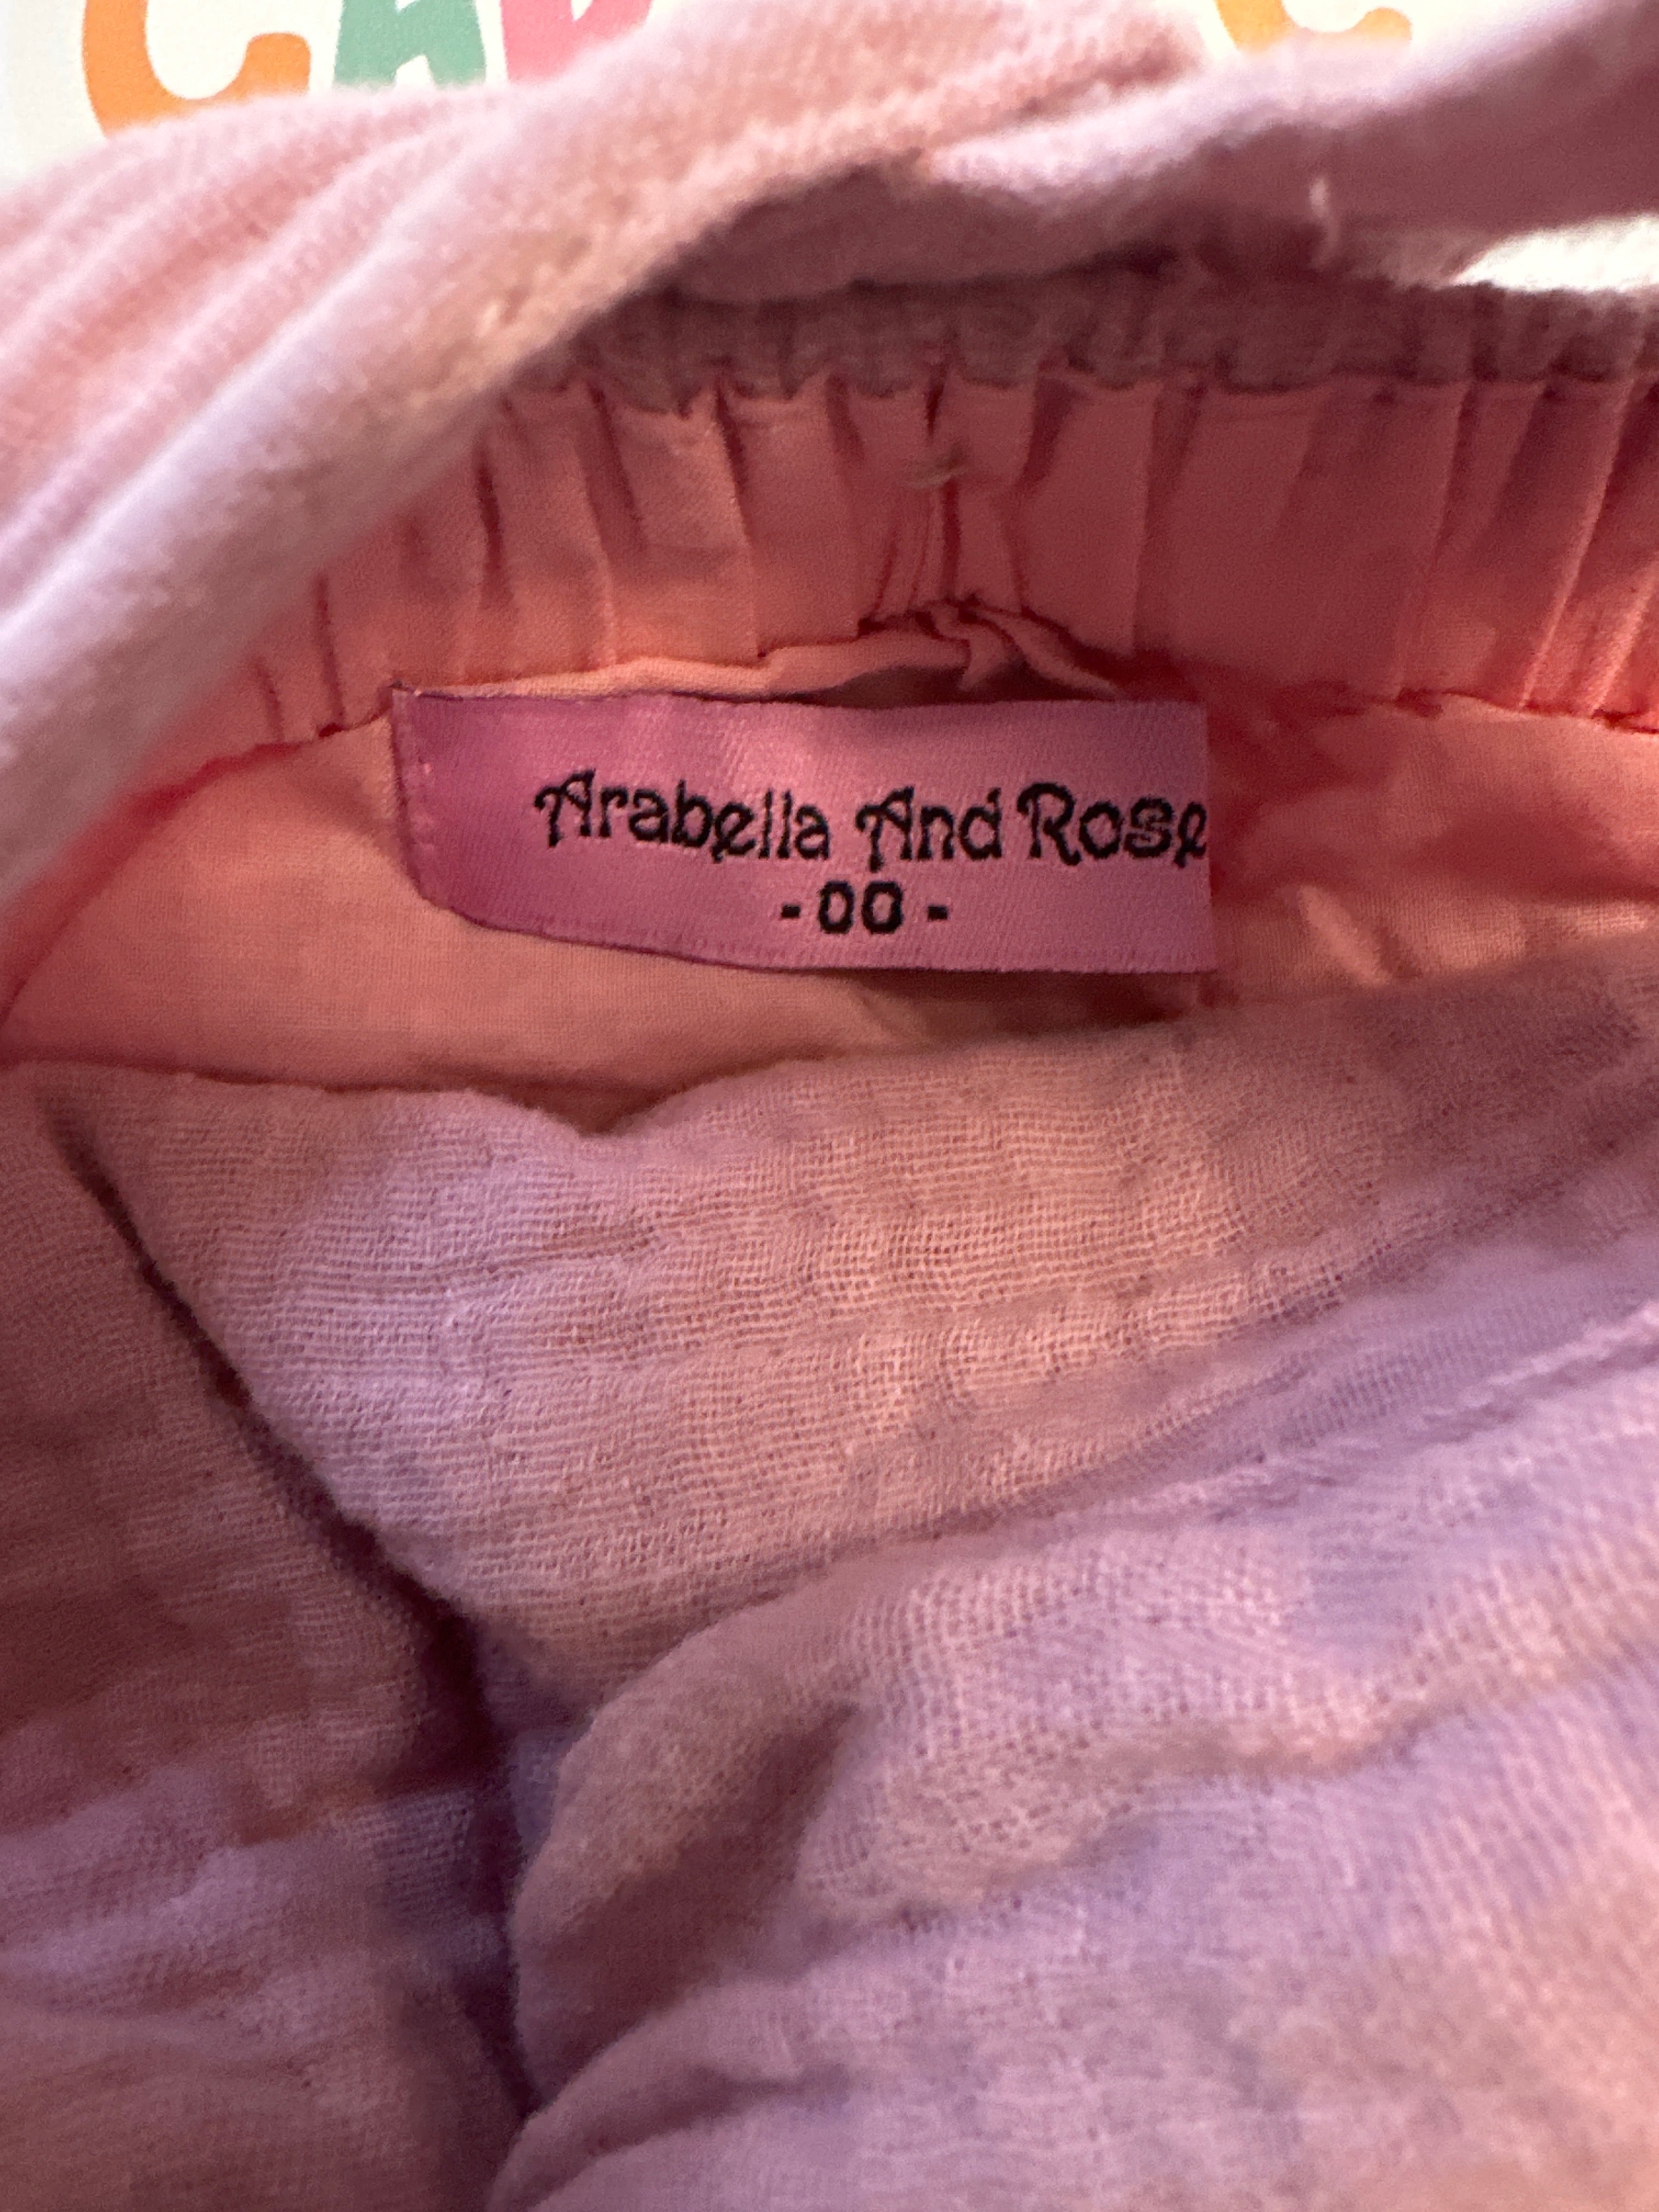 Arabella And Rose
- 00 -